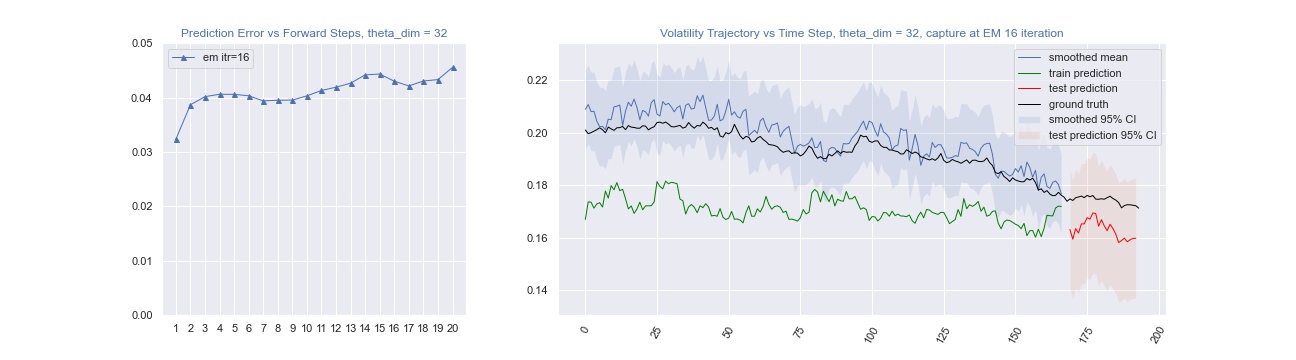 Prediction Error vs Forward Steps, theta_dim = 32
0.05
0.04
0.03
0.02
0.01
0.00
em itr=16
1 2 3 4 5 6 7 8 9 10 11 12 13 14 15 16 17 18 19 20
Volatility Trajectory vs Time Step, theta_dim = 32, capture at EM 16 iteration
0.22
0.20
0.18
0.16
0.14
smoothed mean
train prediction
test prediction
ground truth
smoothed 95% CI
test prediction 95% CI
0 25 50 75 100 125 150 175 200